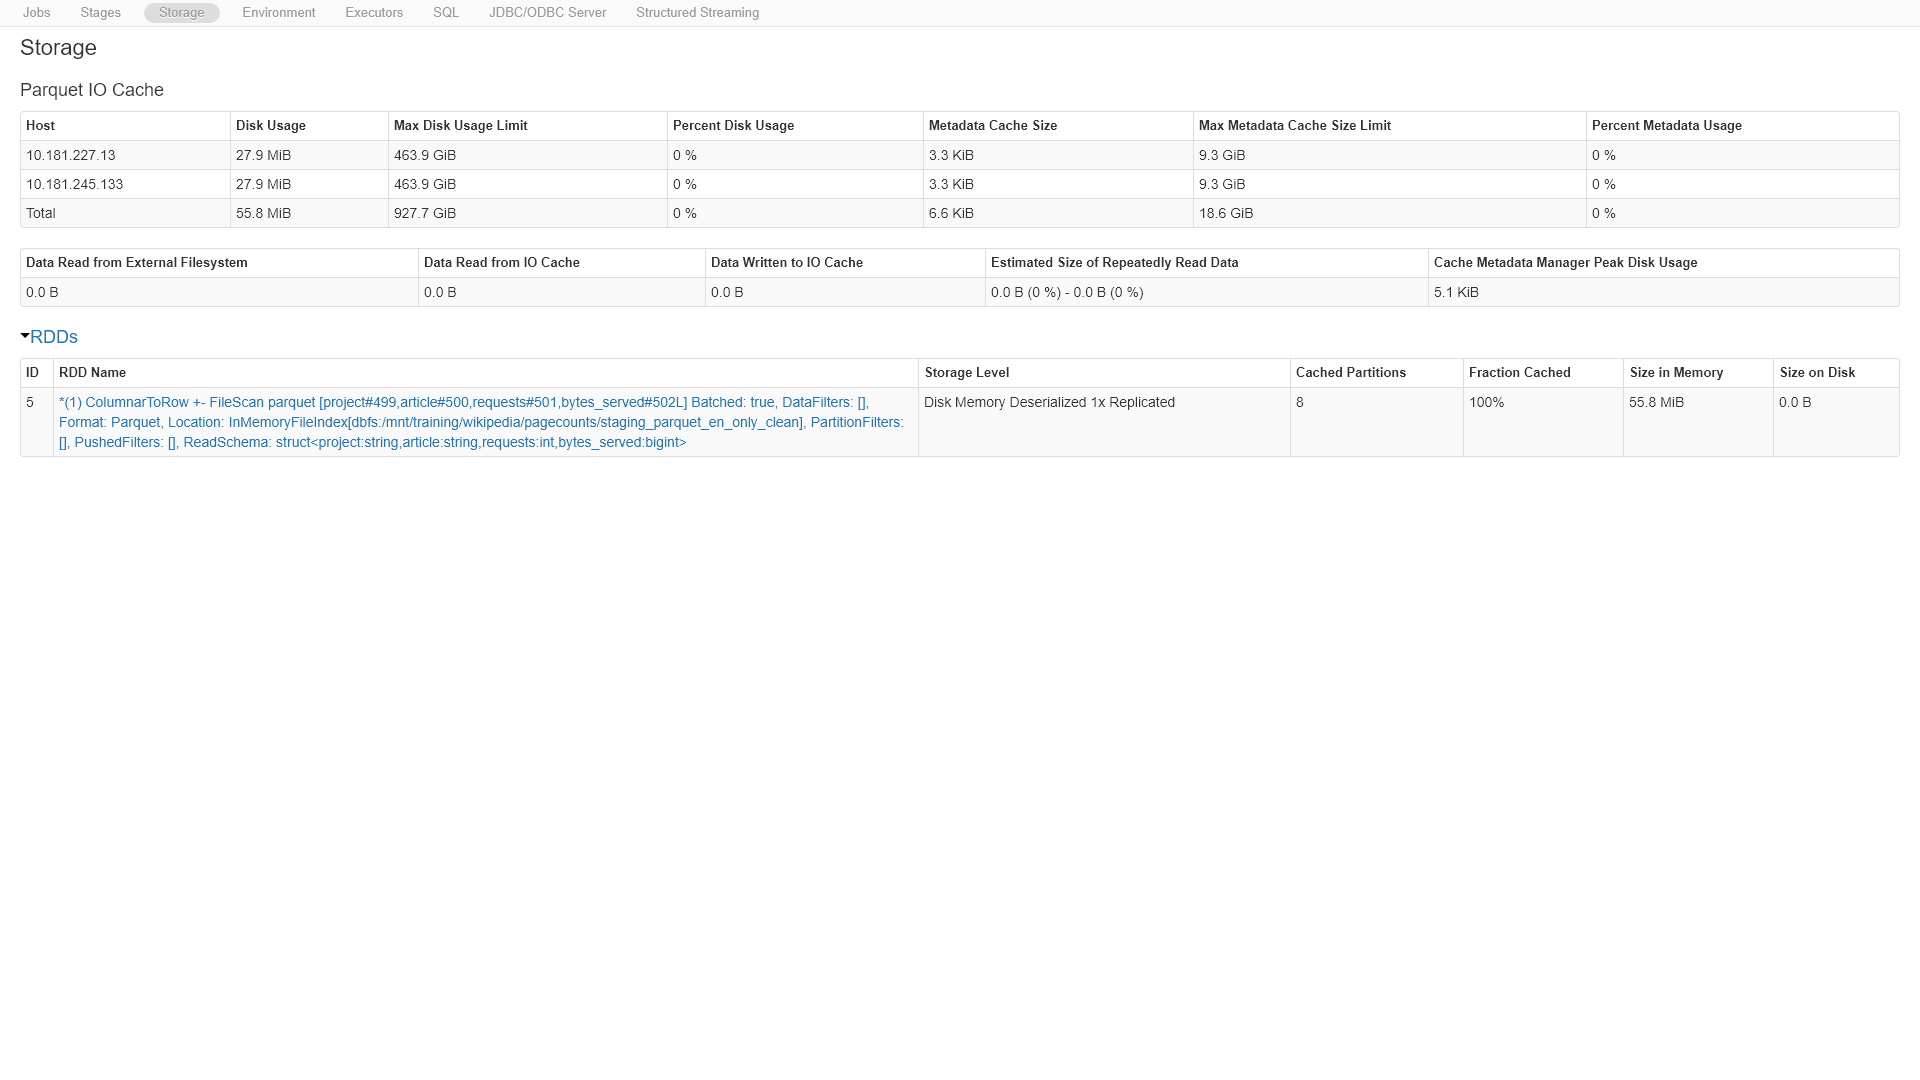 Jobs Stages Storage Environment Executors SQL JDBC/ODBC Server Structured Streaming
Storage
Parquet IO Cache
Host Disk Usage Max Disk Usage Limit Percent Disk Usage Metadata Cache Size Max Metadata Cache Size Limit Percent Metadata Usage
10.181.227.13 27.9 MiB 463.9 GiB 0 % 3.3 KiB 9.3 GiB 0 %
10.181.245.133 27.9 MiB 463.9 GiB 0 % 3.3 KiB 9.3 GiB 0 %
Total 55.8 MiB 927.7 GiB 0 % 6.6 KiB 18.6 GiB 0 %
Data Read from External Filesystem Data Read from IO Cache Data Written to IO Cache Estimated Size of Repeatedly Read Data Cache Metadata Manager Peak Disk Usage
0.0 B 0.0 B 0.0 B 0.0 B (0 %) - 0.0 B (0 %) 5.1 KiB
RDDs
ID RDD Name Storage Level Cached Partitions Fraction Cached Size in Memory Size on Disk
5 *(1) ColumnarToRow +- FileScan parquet [project#499,article#500,requests#501,bytes_served#502L] Batched: true, DataFilters: [], Disk Memory Deserialized 1x Replicated 8 100% 55.8 MiB 0.0 B
Format: Parquet, Location: InMemoryFileIndex[dbfs:/mnt/training/wikipedia/pagecounts/staging_parquet_en_only_clean], PartitionFilters:
[], PushedFilters: [], ReadSchema: struct<project:string,article:string,requests:int,bytes_served:bigint>